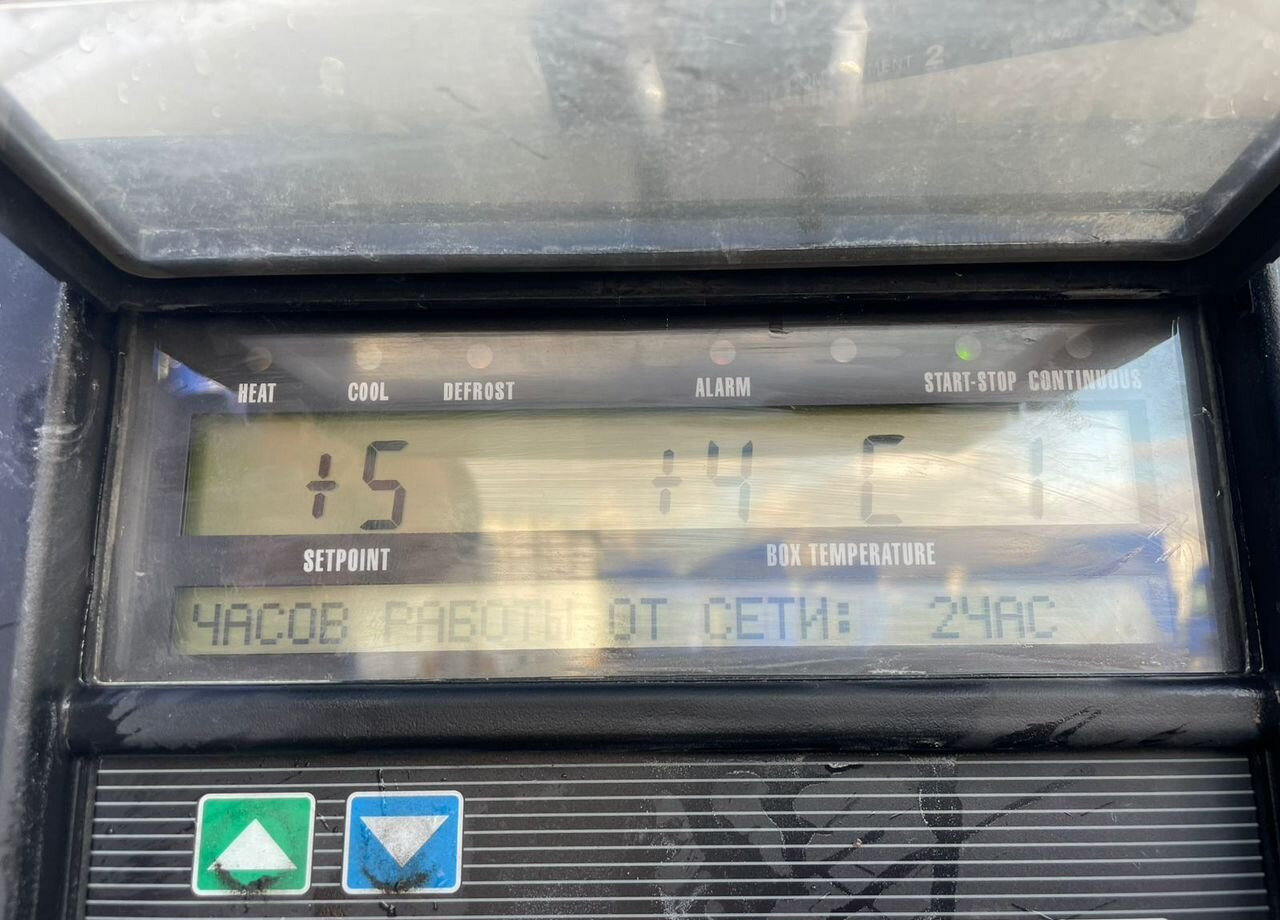 COMPARTMENT 2
HEAT COOL DEFROST ALARM START-STOP CONTINUOUS
+5 +4 C 1
SETPOINT BOX TEMPERATURE
ЧАСОВ РАБОТЫ ОТ СЕТИ: 2ЧАС